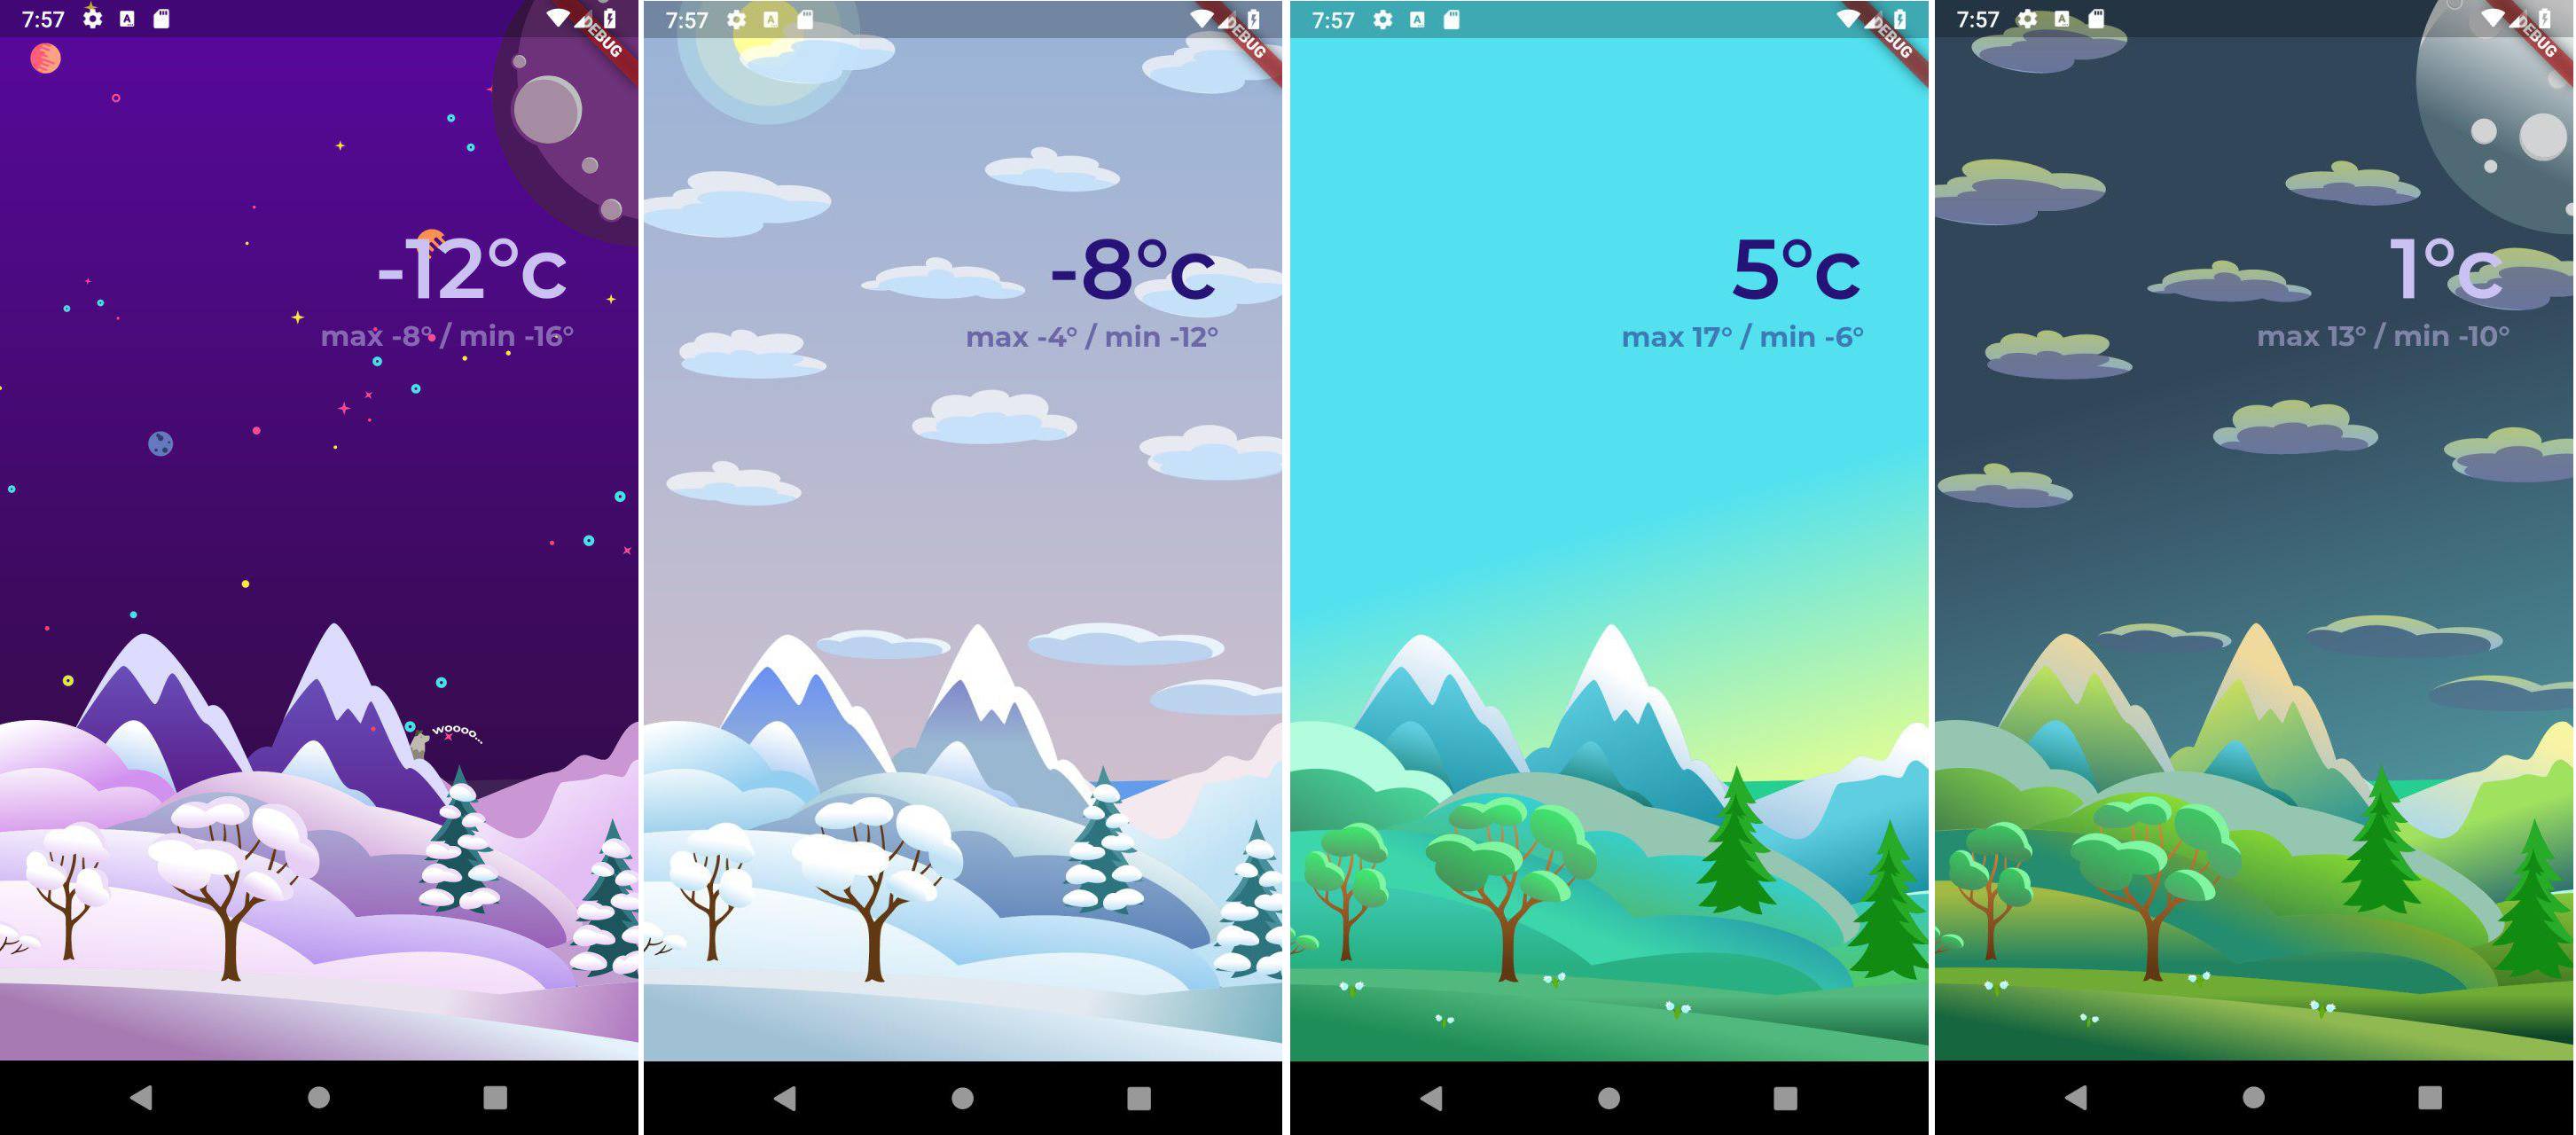 7:57
DEBUG
-12°c
max -8° / min -16°
woooo...
7:57
DEBUG
-8°c
max -4° / min -12°
7:57
DEBUG
5°c
max 17° / min -6°
7:57
DEBUG
1°c
max 13° / min -10°